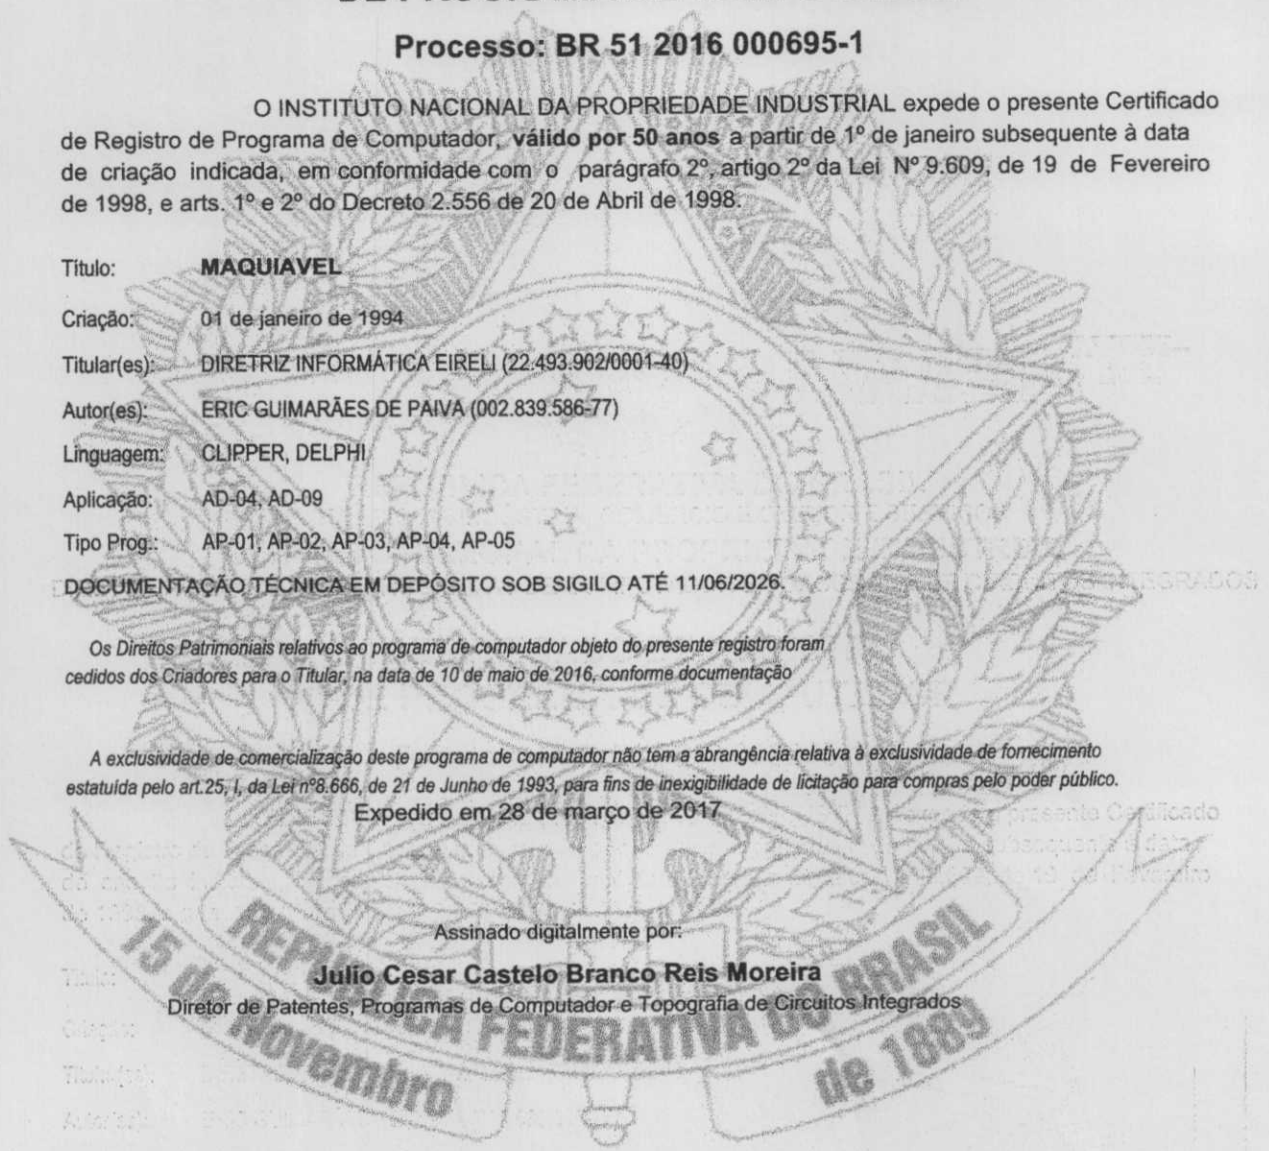 Processo: BR 51 2016 000695-1
O INSTITUTO NACIONAL DA PROPRIEDADE INDUSTRIAL expede o presente Certificado
de Registro de Programa de Computador, válido por 50 anos a partir de 1º de janeiro subsequente à data
de criação indicada, em conformidade com o parágrafo 2º, artigo 2º da Lei Nº 9.609, de 19 de Fevereiro
de 1998, e arts. 1º e 2º do Decreto 2.556 de 20 de Abril de 1998.
Título: MAQUIAVEL
Criação: 01 de janeiro de 1994
Titular(es): DIRETRIZ INFORMÁTICA EIRELI (22.493.902/0001-40)
Autor(es): ERIC GUIMARÃES DE PAIVA (002.839.586-77)
Linguagem: CLIPPER, DELPHI
Aplicação: AD-04, AD-09
Tipo Prog.: AP-01, AP-02, AP-03, AP-04, AP-05
DOCUMENTAÇÃO TÉCNICA EM DEPÓSITO SOB SIGILO ATÉ 11/06/2026.
Os Direitos Patrimoniais relativos ao programa de computador objeto do presente registro foram
cedidos dos Criadores para o Titular, na data de 10 de maio de 2016, conforme documentação
A exclusividade de comercialização deste programa de computador não tem a abrangência relativa à exclusividade de fornecimento
estatuída pelo art.25, I, da Lei nº8.666, de 21 de Junho de 1993, para fins de inexigibilidade de licitação para compras pelo poder público.
Expedido em 28 de março de 2017
Assinado digitalmente por:
Julio Cesar Castelo Branco Reis Moreira
Diretor de Patentes, Programas de Computador e Topografia de Circuitos Integrados
REPÚBLICA FEDERATIVA DO BRASIL
15 de Novembro de 1889